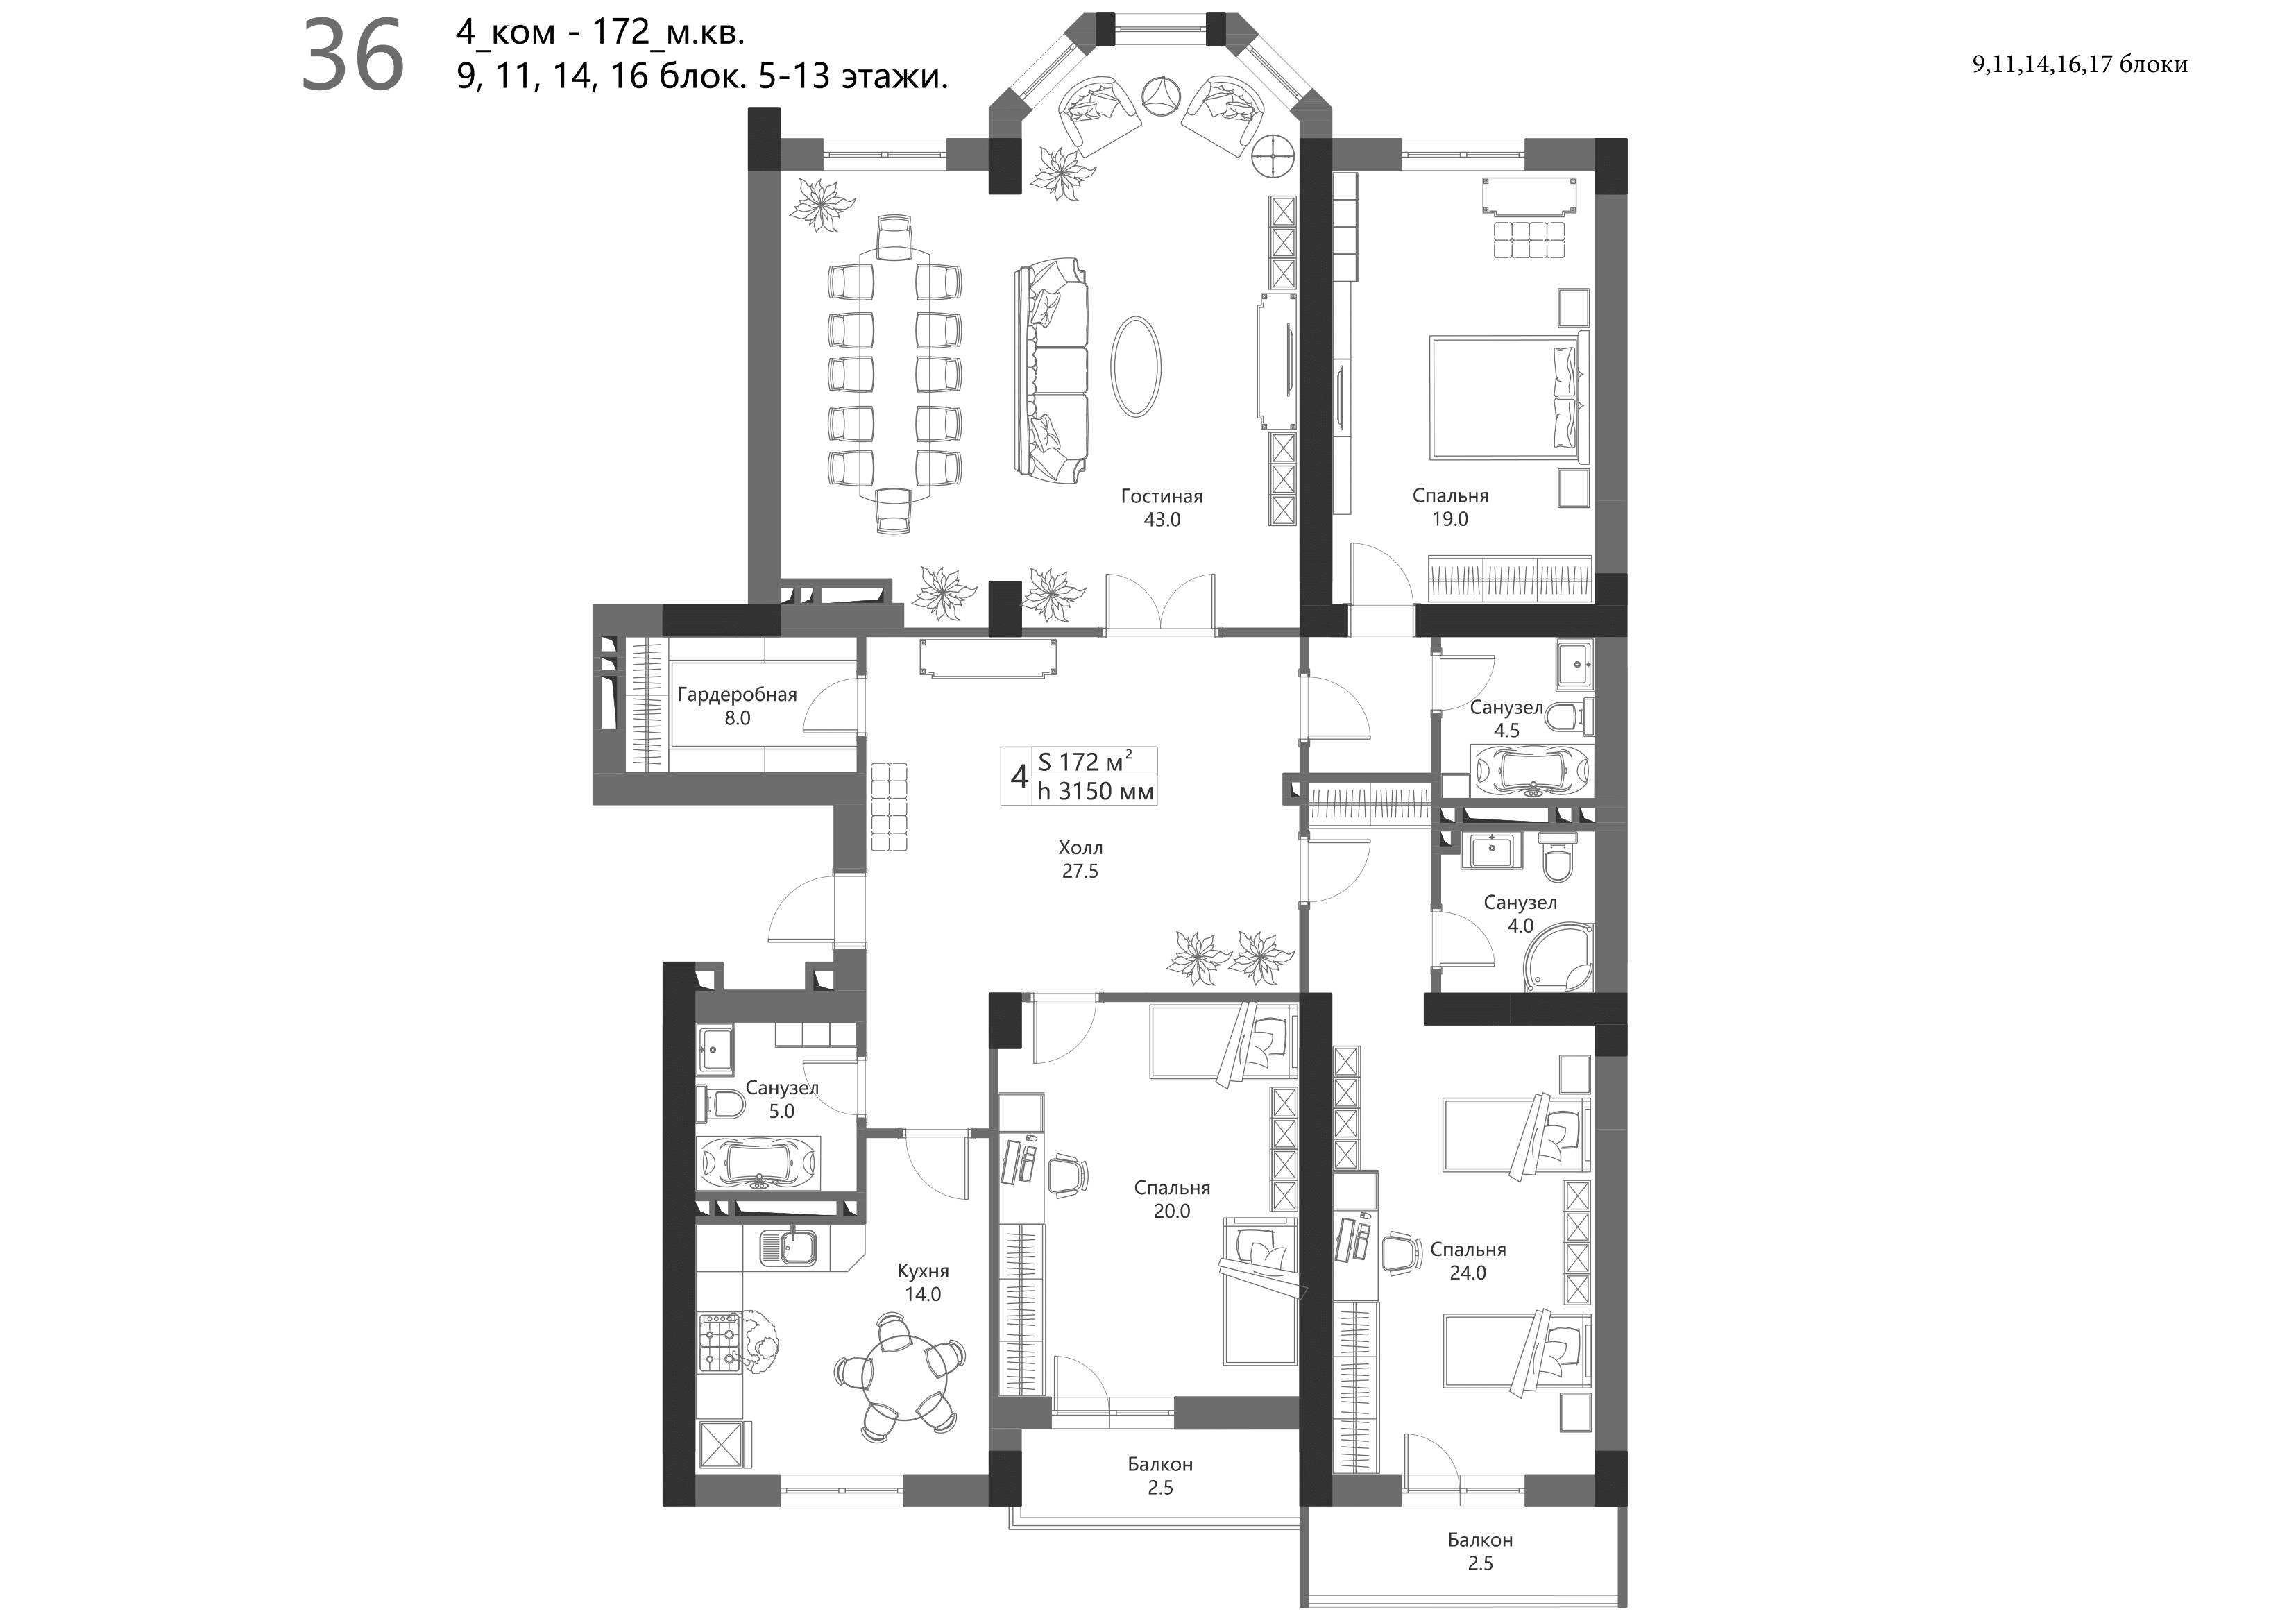 36
4_ком - 172_м.кв.
9, 11, 14, 16 блок. 5-13 этажи.
9,11,14,16,17 блоки
Гостиная
43.0
Спальня
19.0
Гардеробная
8.0
Санузел
4.5
4
S 172 м²
h 3150 мм
Холл
27.5
Санузел
4.0
Санузел
5.0
Спальня
20.0
Спальня
24.0
Кухня
14.0
Балкон
2.5
Балкон
2.5